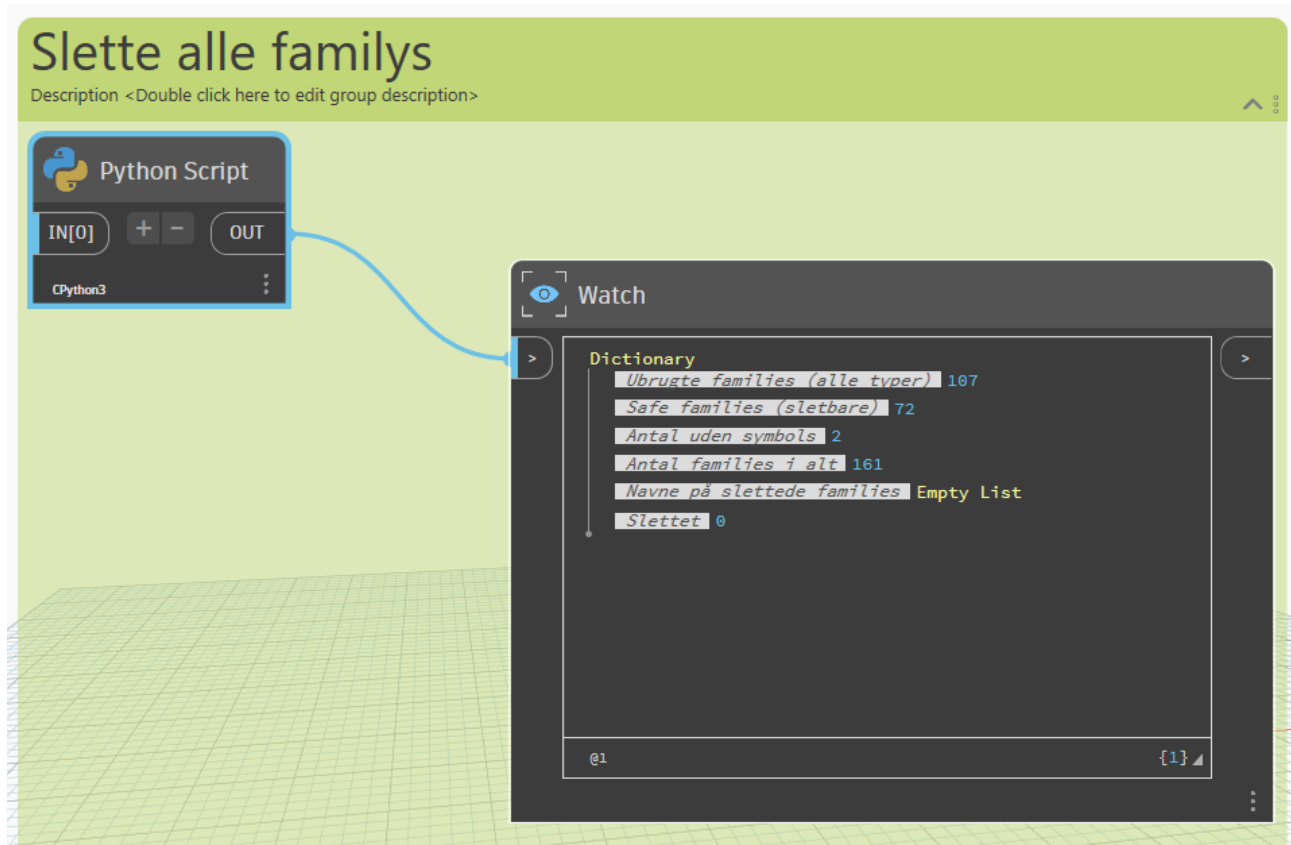 Slette alle familys
Description <Double click here to edit group description>
Python Script
IN[0] + - OUT
CPython3
Watch
> >
Dictionary
Ubrugte families (alle typer) 107
Safe families (sletbare) 72
Antal uden symbols 2
Antal families i alt 161
Navne på slettede families Empty List
Slettet 0
@1 {1}